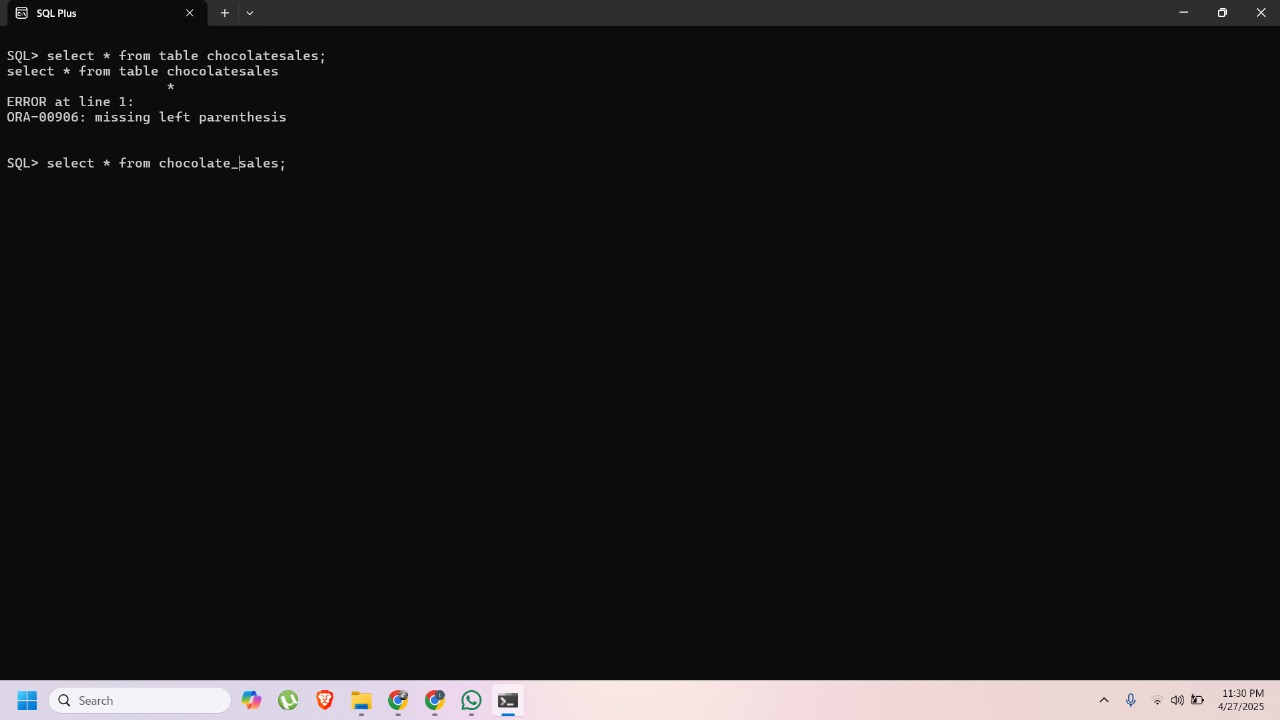 SQL Plus
SQL> select * from table chocolatesales;
select * from table chocolatesales
*
ERROR at line 1:
ORA-00906: missing left parenthesis
SQL> select * from chocolate_sales;
Search
11:30 PM
4/27/2025